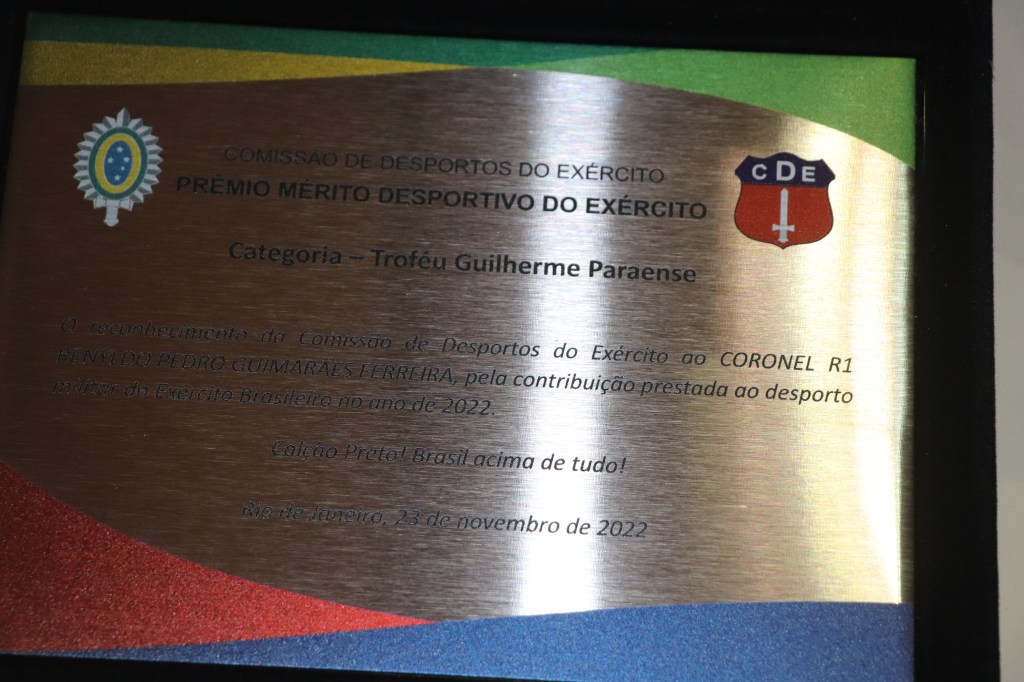 COMISSÃO DE DESPORTOS DO EXÉRCITO
PRÊMIO MÉRITO DESPORTIVO DO EXÉRCITO
CDE
Categoria – Troféu Guilherme Paraense
O reconhecimento da Comissão de Desportos do Exército ao CORONEL R1
PEDRO GUIMARÃES FERREIRA, pela contribuição prestada ao desporto
militar do Exército Brasileiro no ano de 2022.
Calção Preto! Brasil acima de tudo!
Rio de Janeiro, 23 de novembro de 2022